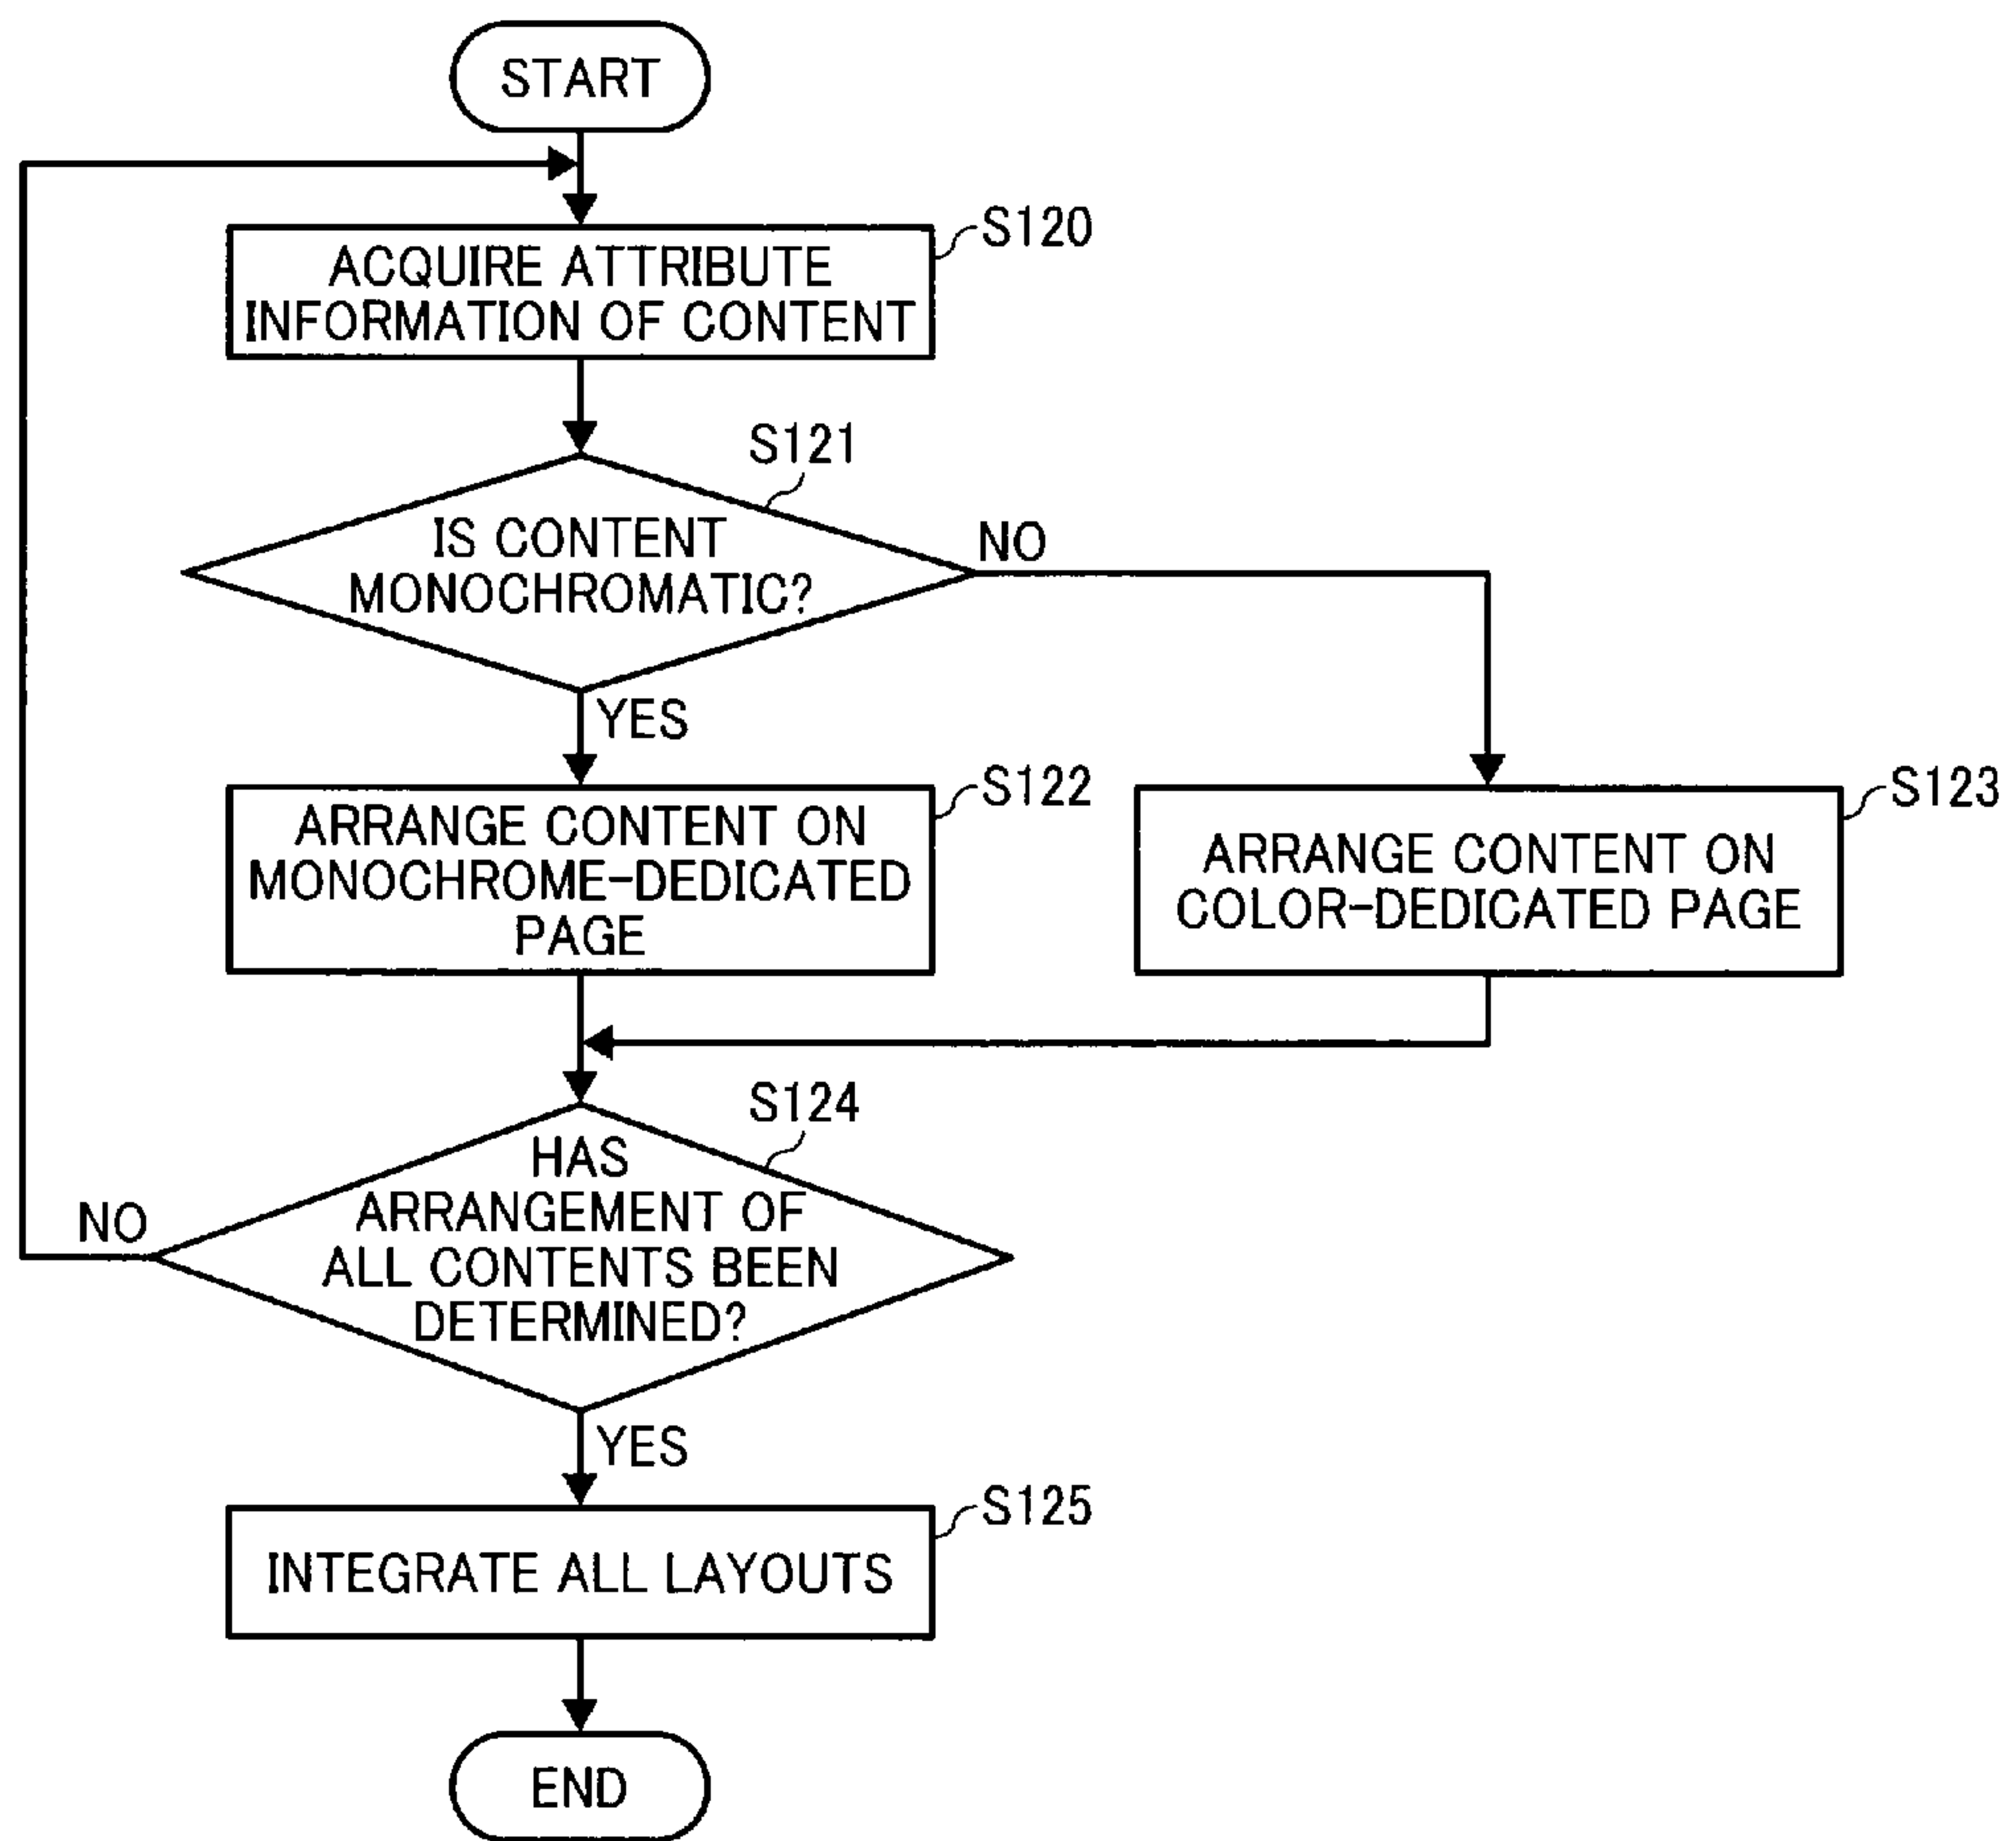 START
S120
ACQUIRE ATTRIBUTE
INFORMATION OF CONTENT
S121
IS CONTENT
MONOCHROMATIC?
NO
YES
S122
ARRANGE CONTENT ON
MONOCHROME-DEDICATED
PAGE
S123
ARRANGE CONTENT ON
COLOR-DEDICATED PAGE
S124
HAS
ARRANGEMENT OF
ALL CONTENTS BEEN
DETERMINED?
NO
YES
S125
INTEGRATE ALL LAYOUTS
END